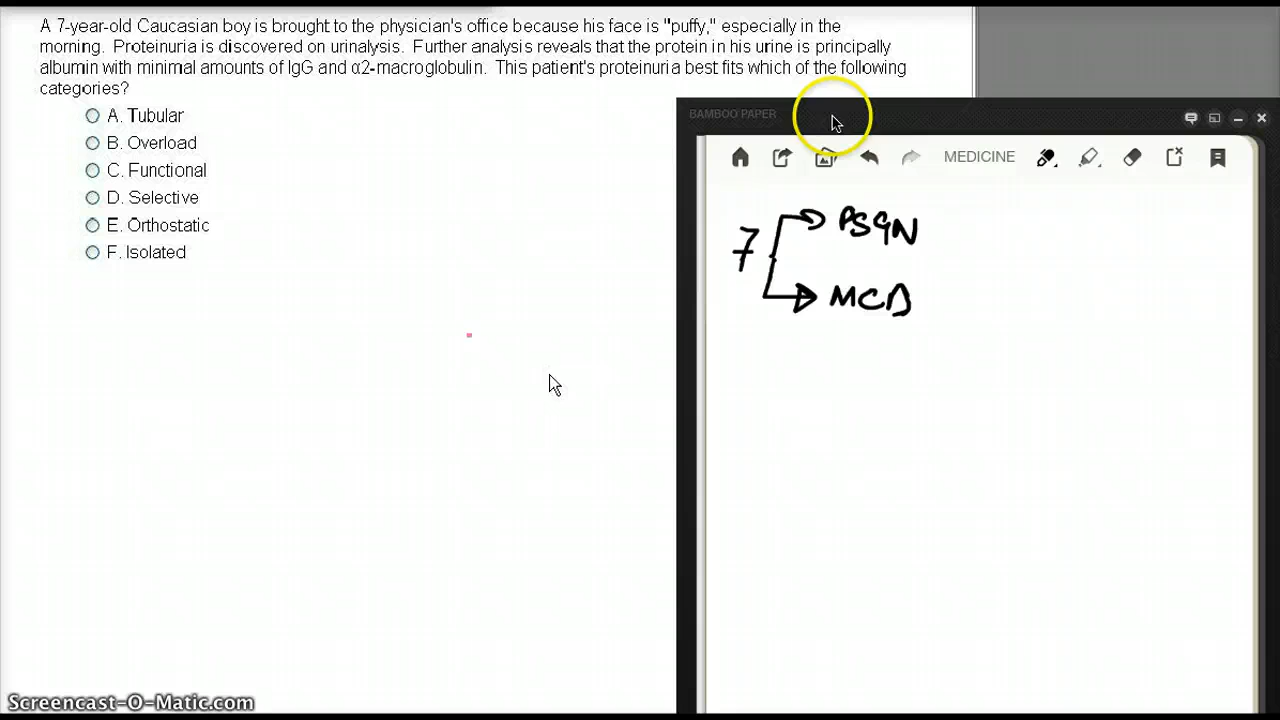 A 7-year-old Caucasian boy is brought to the physician's office because his face is "puffy," especially in the
morning. Proteinuria is discovered on urinalysis. Further analysis reveals that the protein in his urine is principally
albumin with minimal amounts of IgG and α2-macroglobulin. This patient's proteinuria best fits which of the following
categories?
A. Tubular
B. Overload
C. Functional
D. Selective
E. Orthostatic
F. Isolated
BAMBOO PAPER
MEDICINE
7
PSGN
MCD
Screencast-O-Matic.com